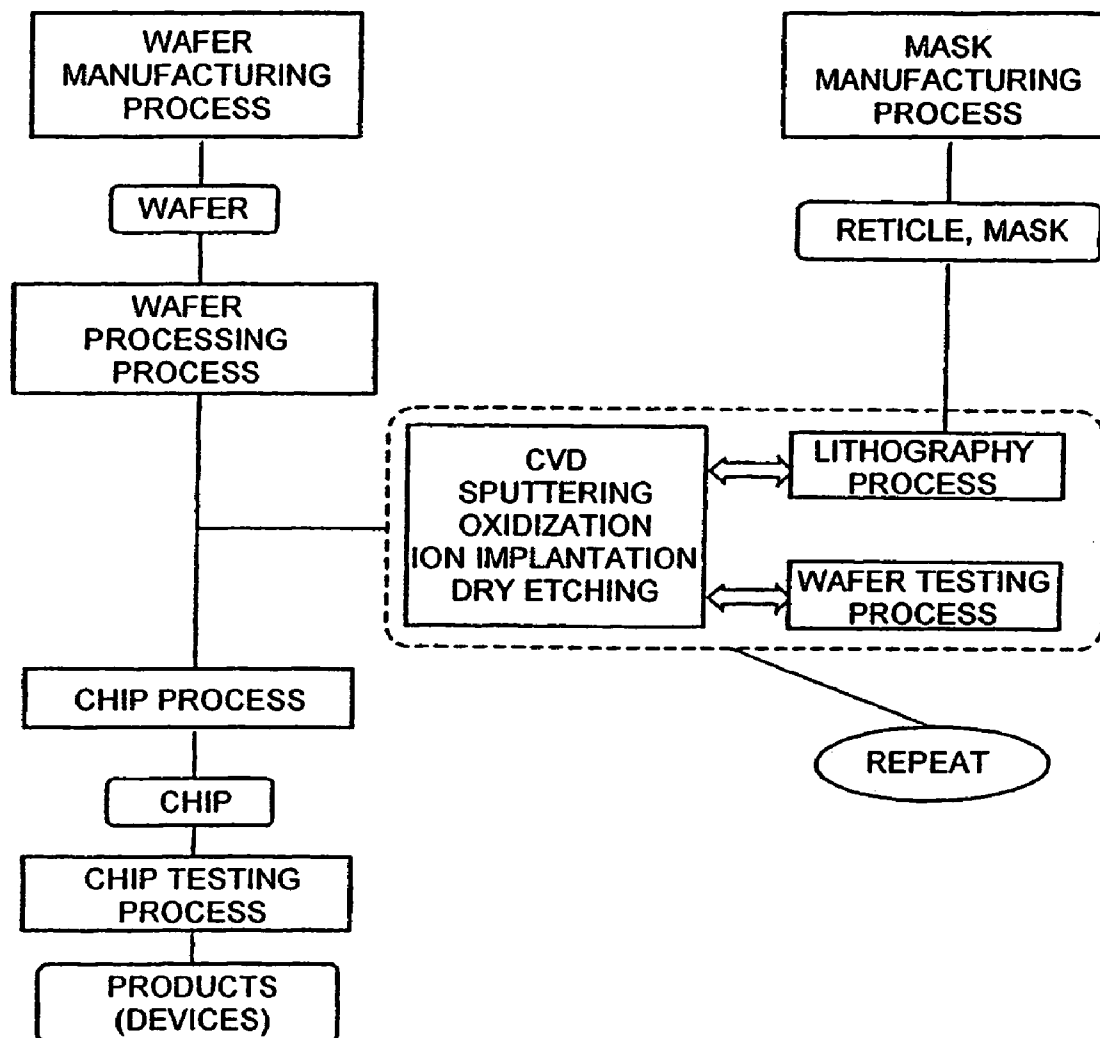 WAFER
MANUFACTURING
PROCESS
MASK
MANUFACTURING
PROCESS
WAFER
RETICLE, MASK
WAFER
PROCESSING
PROCESS
CVD
SPUTTERING
OXIDIZATION
ION IMPLANTATION
DRY ETCHING
LITHOGRAPHY
PROCESS
WAFER TESTING
PROCESS
CHIP PROCESS
REPEAT
CHIP
CHIP TESTING
PROCESS
PRODUCTS
(DEVICES)